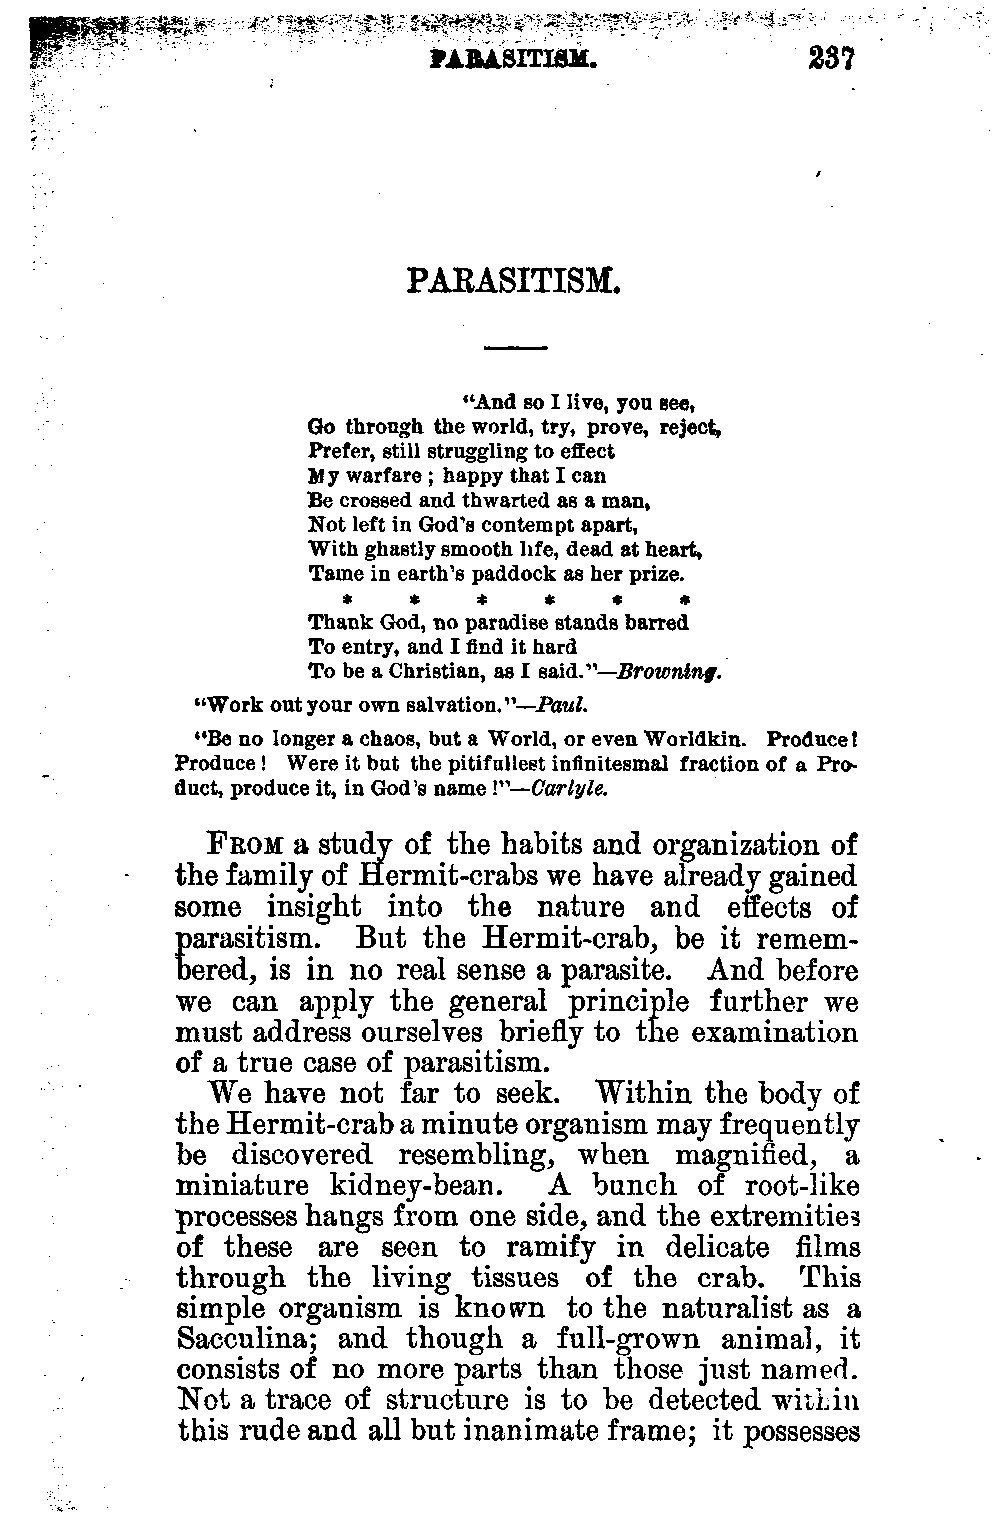 PARASITISM. 237
PARASITISM.
"And so I live, you see,
Go through the world, try, prove, reject,
Prefer, still struggling to effect
My warfare; happy that I can
Be crossed and thwarted as a man,
Not left in God's contempt apart,
With ghastly smooth life, dead at heart,
Tame in earth's paddock as her prize.
* * * * * *
Thank God, no paradise stands barred
To entry, and I find it hard
To be a Christian, as I said."—Browning.
"Work out your own salvation."—Paul.
"Be no longer a chaos, but a World, or even Worldkin. Produce!
Produce! Were it but the pitifullest infinitesmal fraction of a Pro-
duct, produce it, in God's name!"—Carlyle.
FROM a study of the habits and organization of
the family of Hermit-crabs we have already gained
some insight into the nature and effects of
parasitism. But the Hermit-crab, be it remem-
bered, is in no real sense a parasite. And before
we can apply the general principle further we
must address ourselves briefly to the examination
of a true case of parasitism.
We have not far to seek. Within the body of
the Hermit-crab a minute organism may frequently
be discovered resembling, when magnified, a
miniature kidney-bean. A bunch of root-like
processes hangs from one side, and the extremities
of these are seen to ramify in delicate films
through the living tissues of the crab. This
simple organism is known to the naturalist as a
Sacculina; and though a full-grown animal, it
consists of no more parts than those just named.
Not a trace of structure is to be detected within
this rude and all but inanimate frame; it possesses